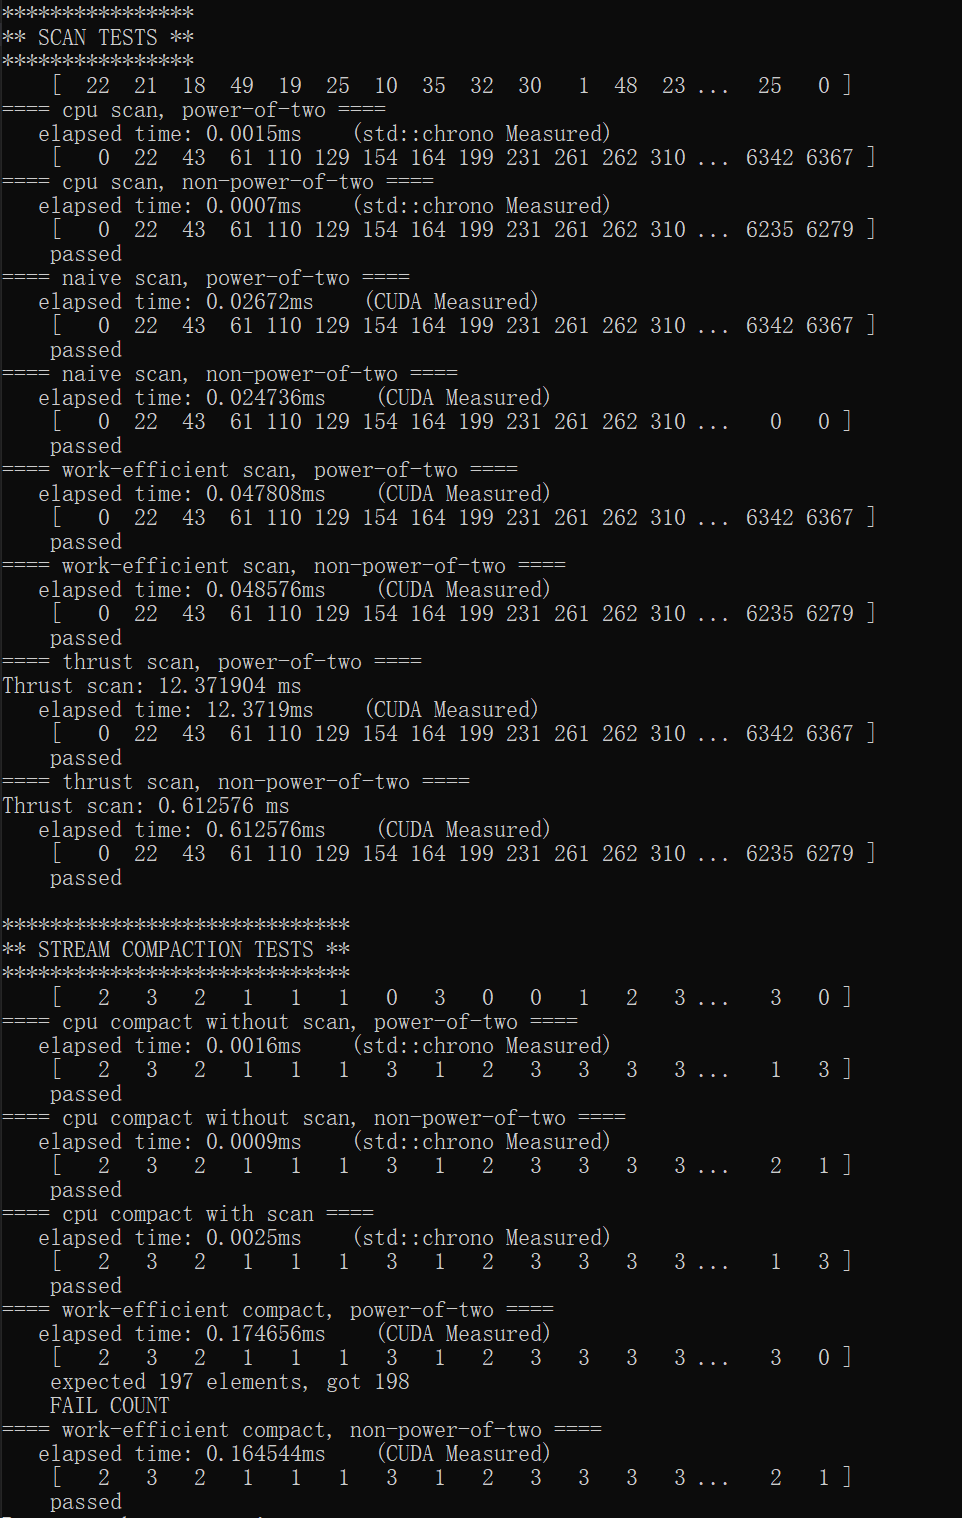 ****************
** SCAN TESTS **
****************
    [  22  21  18  49  19  25  10  35  32  30   1  48  23 ...  25   0 ]
==== cpu scan, power-of-two ====
   elapsed time: 0.0015ms    (std::chrono Measured)
    [   0  22  43  61 110 129 154 164 199 231 261 262 310 ... 6342 6367 ]
==== cpu scan, non-power-of-two ====
   elapsed time: 0.0007ms    (std::chrono Measured)
    [   0  22  43  61 110 129 154 164 199 231 261 262 310 ... 6235 6279 ]
    passed
==== naive scan, power-of-two ====
   elapsed time: 0.02672ms    (CUDA Measured)
    [   0  22  43  61 110 129 154 164 199 231 261 262 310 ... 6342 6367 ]
    passed
==== naive scan, non-power-of-two ====
   elapsed time: 0.024736ms    (CUDA Measured)
    [   0  22  43  61 110 129 154 164 199 231 261 262 310 ...   0   0 ]
    passed
==== work-efficient scan, power-of-two ====
   elapsed time: 0.047808ms    (CUDA Measured)
    [   0  22  43  61 110 129 154 164 199 231 261 262 310 ... 6342 6367 ]
    passed
==== work-efficient scan, non-power-of-two ====
   elapsed time: 0.048576ms    (CUDA Measured)
    [   0  22  43  61 110 129 154 164 199 231 261 262 310 ... 6235 6279 ]
    passed
==== thrust scan, power-of-two ====
Thrust scan: 12.371904 ms
   elapsed time: 12.3719ms    (CUDA Measured)
    [   0  22  43  61 110 129 154 164 199 231 261 262 310 ... 6342 6367 ]
    passed
==== thrust scan, non-power-of-two ====
Thrust scan: 0.612576 ms
   elapsed time: 0.612576ms    (CUDA Measured)
    [   0  22  43  61 110 129 154 164 199 231 261 262 310 ... 6235 6279 ]
    passed

*****************************
** STREAM COMPACTION TESTS **
*****************************
    [   2   3   2   1   1   1   0   3   0   0   1   2   3 ...   3   0 ]
==== cpu compact without scan, power-of-two ====
   elapsed time: 0.0016ms    (std::chrono Measured)
    [   2   3   2   1   1   1   3   1   2   3   3   3   3 ...   1   3 ]
    passed
==== cpu compact without scan, non-power-of-two ====
   elapsed time: 0.0009ms    (std::chrono Measured)
    [   2   3   2   1   1   1   3   1   2   3   3   3   3 ...   2   1 ]
    passed
==== cpu compact with scan ====
   elapsed time: 0.0025ms    (std::chrono Measured)
    [   2   3   2   1   1   1   3   1   2   3   3   3   3 ...   1   3 ]
    passed
==== work-efficient compact, power-of-two ====
   elapsed time: 0.174656ms    (CUDA Measured)
    [   2   3   2   1   1   1   3   1   2   3   3   3   3 ...   3   0 ]
    expected 197 elements, got 198
    FAIL COUNT
==== work-efficient compact, non-power-of-two ====
   elapsed time: 0.164544ms    (CUDA Measured)
    [   2   3   2   1   1   1   3   1   2   3   3   3   3 ...   2   1 ]
    passed